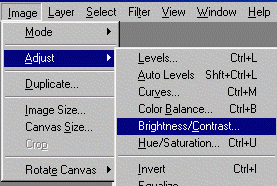 Image Layer Select Filter View Window Help
Mode
Adjust
Duplicate...
Image Size...
Canvas Size...
Crop
Rotate Canvas
Levels... Ctrl+L
Auto Levels Shft+Ctrl+L
Curves... Ctrl+M
Color Balance... Ctrl+B
Brightness/Contrast...
Hue/Saturation... Ctrl+U
Invert Ctrl+I
Equalize